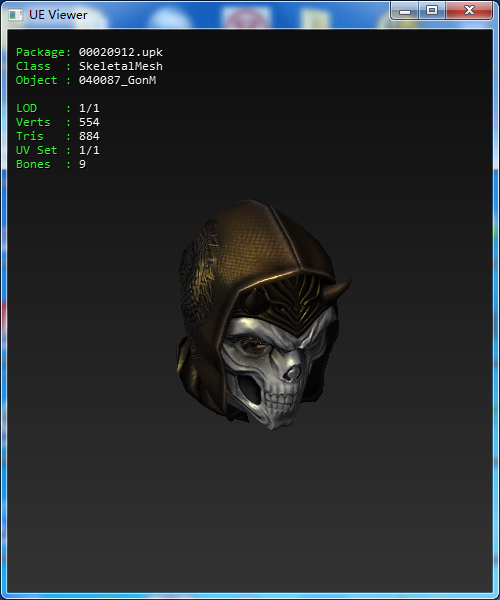 UE Viewer
Package: 00020912.upk
Class : SkeletalMesh
Object : 040087_GonM
LOD : 1/1
Verts : 554
Tris : 884
UV Set : 1/1
Bones : 9